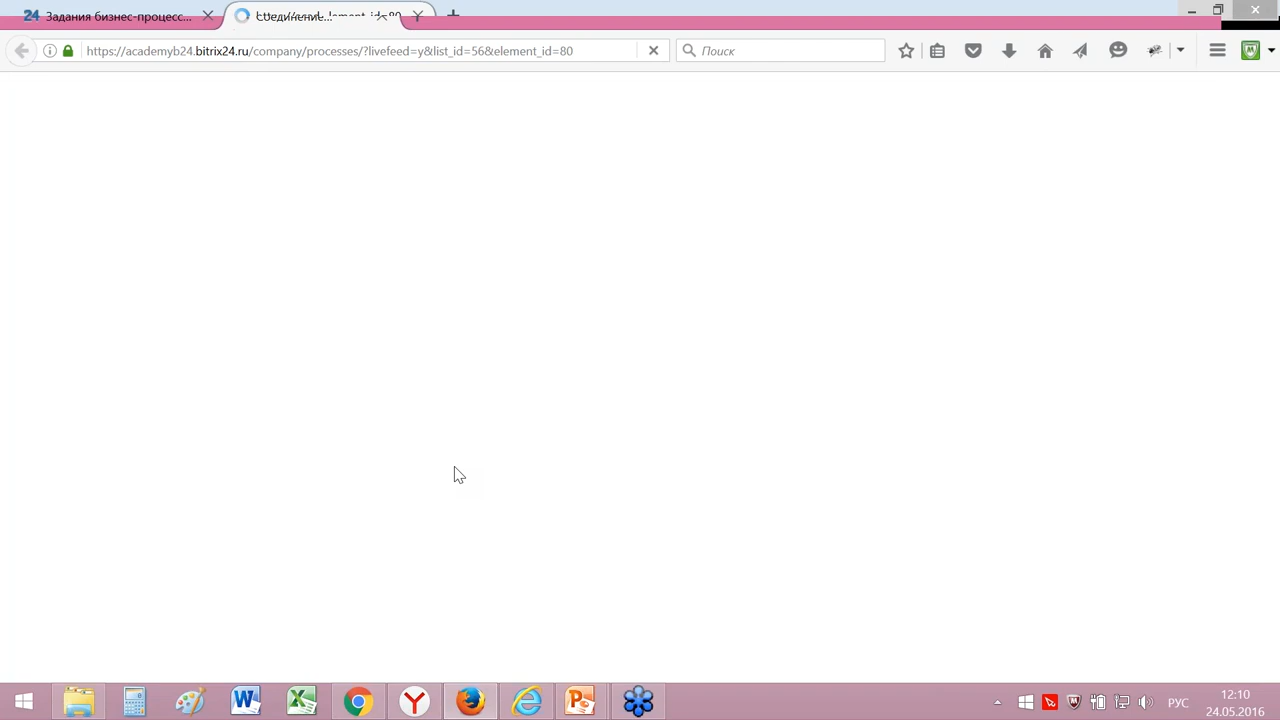 24 Задания бизнес-процесс...
Соединение...
https://academyb24.bitrix24.ru/company/processes/?livefeed=y&list_id=56&element_id=80
Поиск
РУС
12:10
24.05.2016